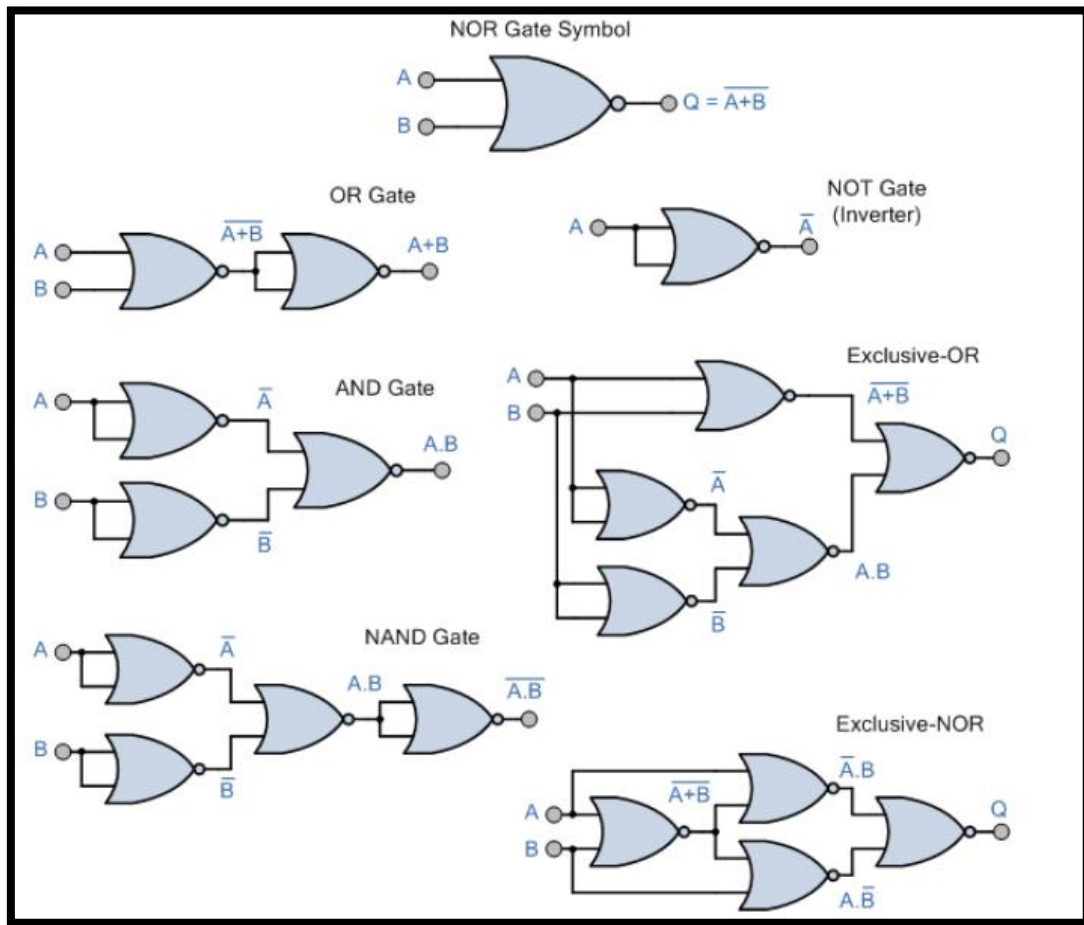 NOR Gate Symbol
A
B
Q = A̅+̅B̅
OR Gate
A
B
A̅+̅B̅
A+B
NOT Gate
(Inverter)
A
A̅
AND Gate
A
B
A̅
B̅
A.B
Exclusive-OR
A
B
A̅+̅B̅
A̅
B̅
A.B
Q
NAND Gate
A
B
A̅
B̅
A.B
A̅.̅B̅
Exclusive-NOR
A
B
A̅+̅B̅
A̅.B
A.B̅
Q